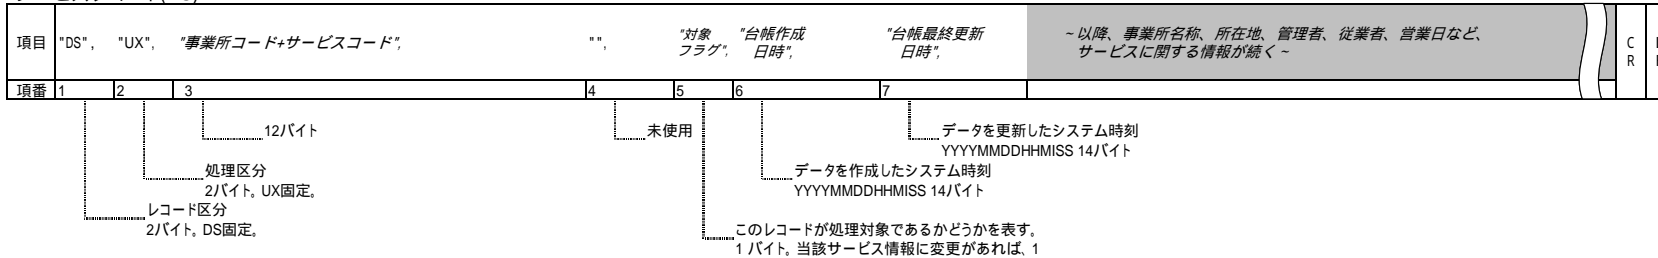 項目 "DS", "UX", "事業所コード+サービスコード", "", "対象フラグ", "台帳作成日時", "台帳最終更新日時", ~以降、事業所名称、所在地、管理者、従業者、営業日など、サービスに関する情報が続く~ CR
項番 1 2 3 4 5 6 7
12バイト 未使用 データを更新したシステム時刻
YYYYMMDDHHMISS 14バイト
処理区分 データを作成したシステム時刻
2バイト。UX固定。 YYYYMMDDHHMISS 14バイト
レコード区分
2バイト。DS固定。 このレコードが処理対象であるかどうかを表す。
1バイト。当該サービス情報に変更があれば、1